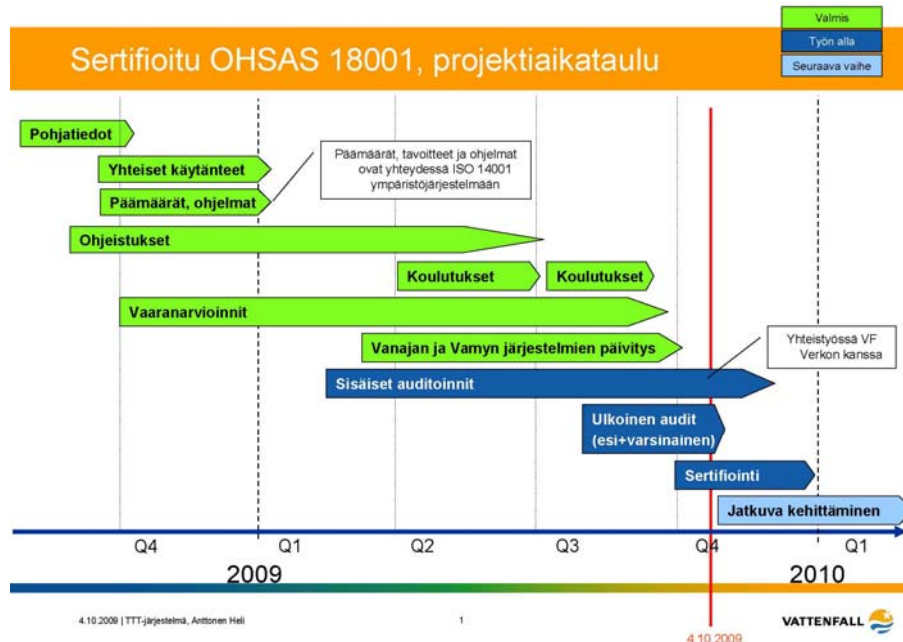 Valmis
Työn alla
Seuraava vaihe
Sertifioitu OHSAS 18001, projektiaikataulu
Pohjatiedot
Yhteiset käytänteet
Päämäärät, ohjelmat
Päämäärät, tavoitteet ja ohjelmat
ovat yhteydessä ISO 14001
ympäristöjärjestelmään
Ohjeistukset
Koulutukset
Koulutukset
Vaaranarvioinnit
Vanajan ja Vamyn järjestelmien päivitys
Yhteistyössä VF
Verkon kanssa
Sisäiset auditoinnit
Ulkoinen audit
(esi+varsinainen)
Sertifiointi
Jatkuva kehittäminen
Q4
Q1
Q2
Q3
Q4
Q1
2009
2010
4.10.2009 | TTT-järjestelmä, Anttonen Heli
1
4.10.2009
VATTENFALL